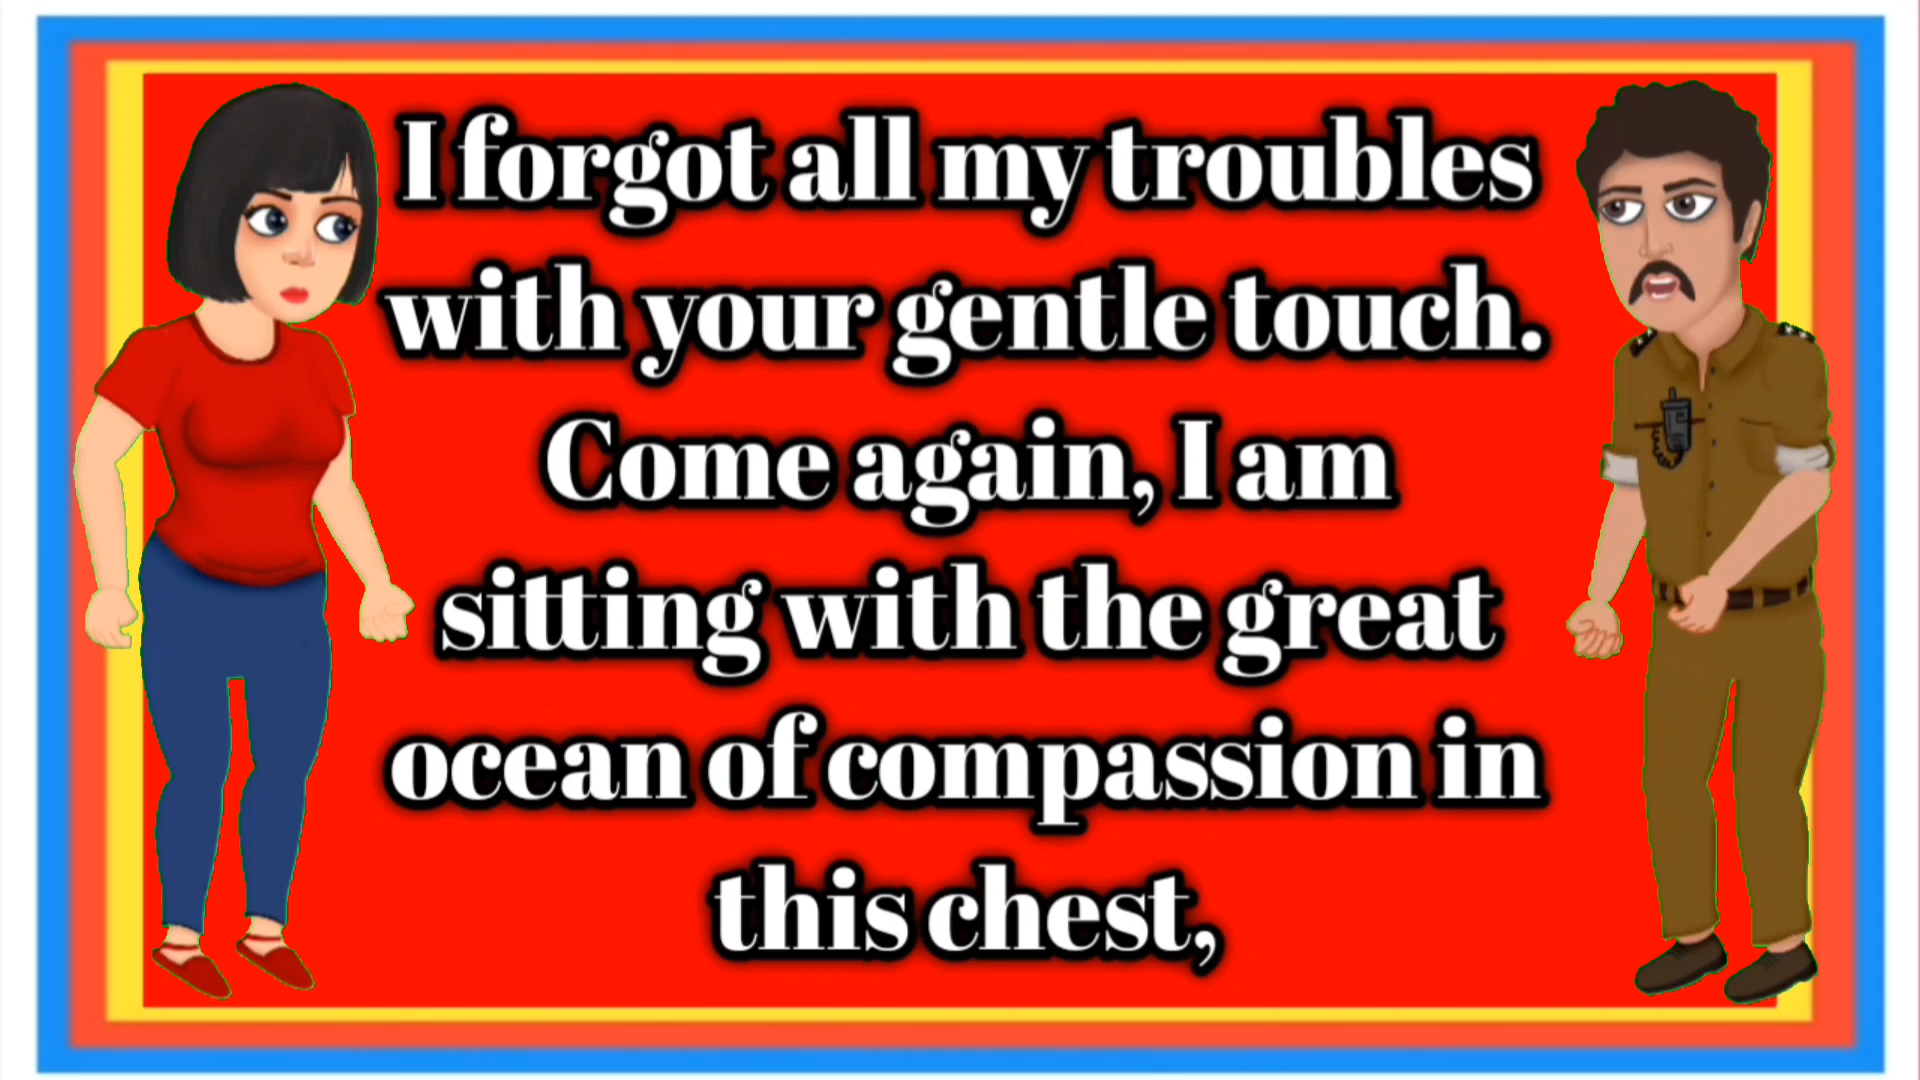 I forgot all my troubles
with your gentle touch.
Come again, I am
sitting with the great
ocean of compassion in
this chest,